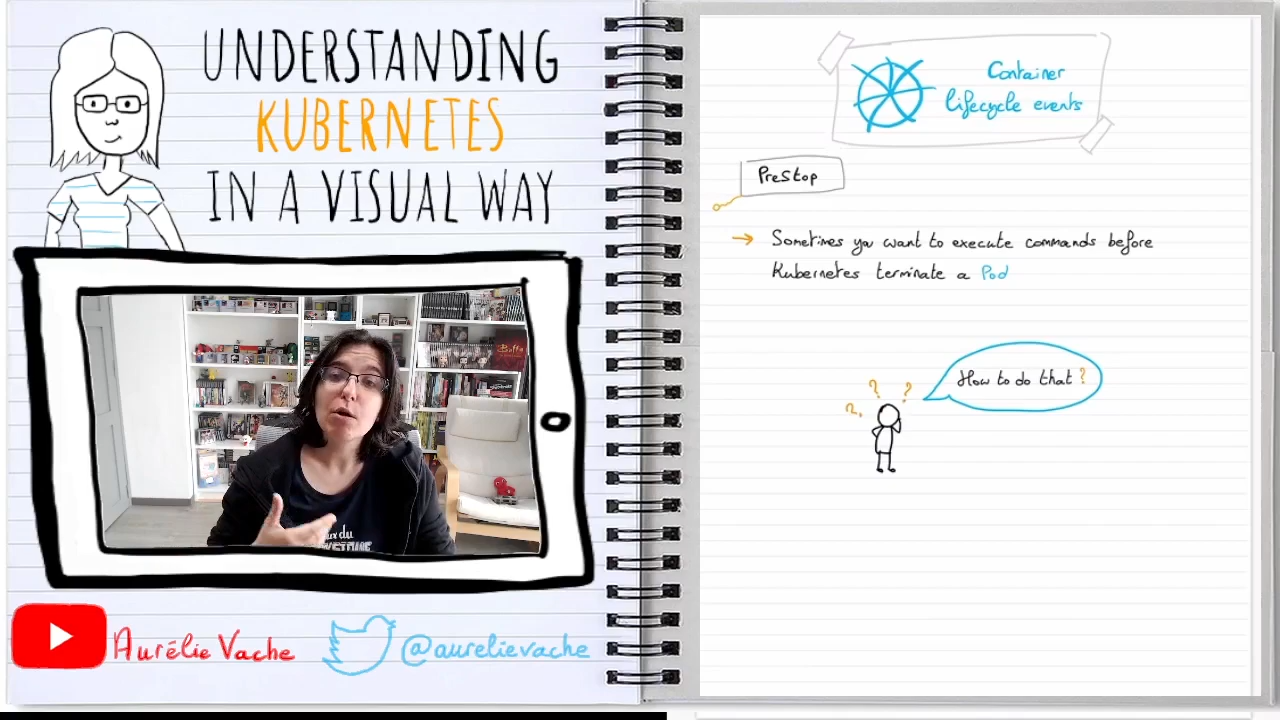 UNDERSTANDING
KUBERNETES
IN A VISUAL WAY
Aurélie Vache
@aurelievache
Container
lifecycle events
PreStop
→ Sometimes you want to execute commands before
Kubernetes terminate a Pod
How to do that ?
? ? ?
Buffy